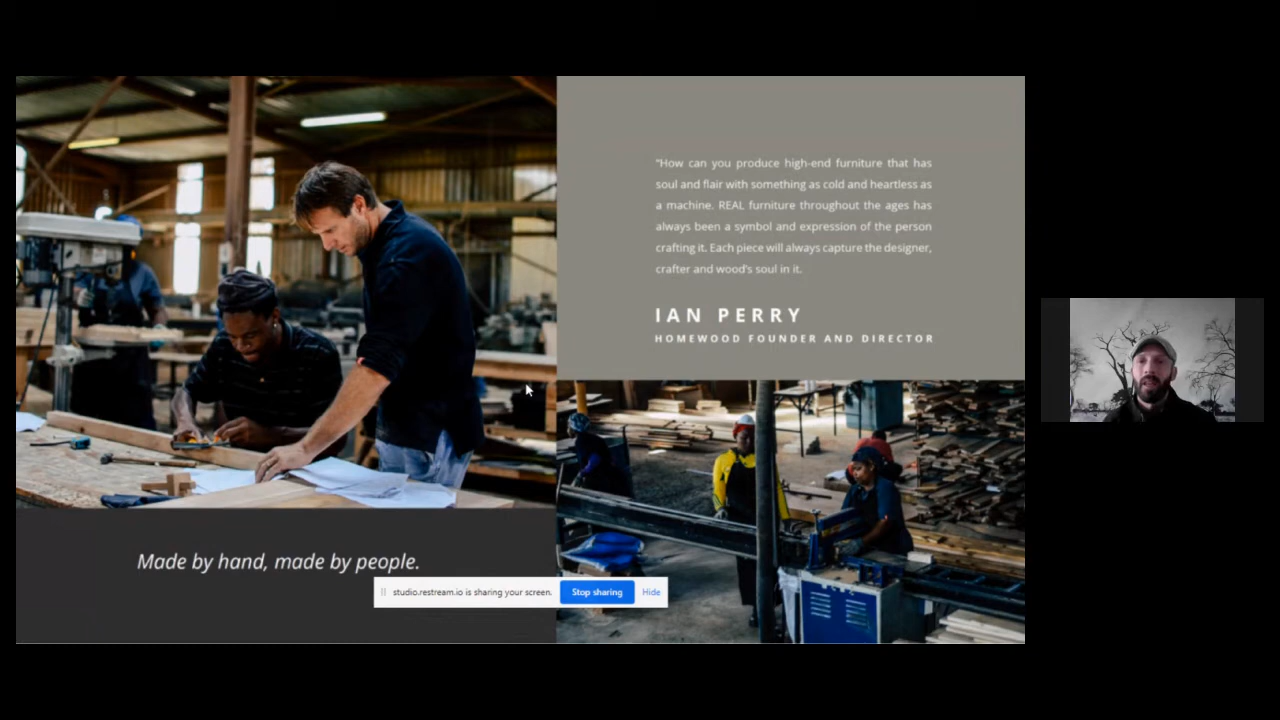 "How can you produce high-end furniture that has
soul and flair with something as cold and heartless as
a machine. REAL furniture throughout the ages has
always been a symbol and expression of the person
crafting it. Each piece will always capture the designer,
crafter and wood's soul in it.
IAN PERRY
HOMEWOOD FOUNDER AND DIRECTOR
Made by hand, made by people.
studio.restream.io is sharing your screen.
Stop sharing
Hide